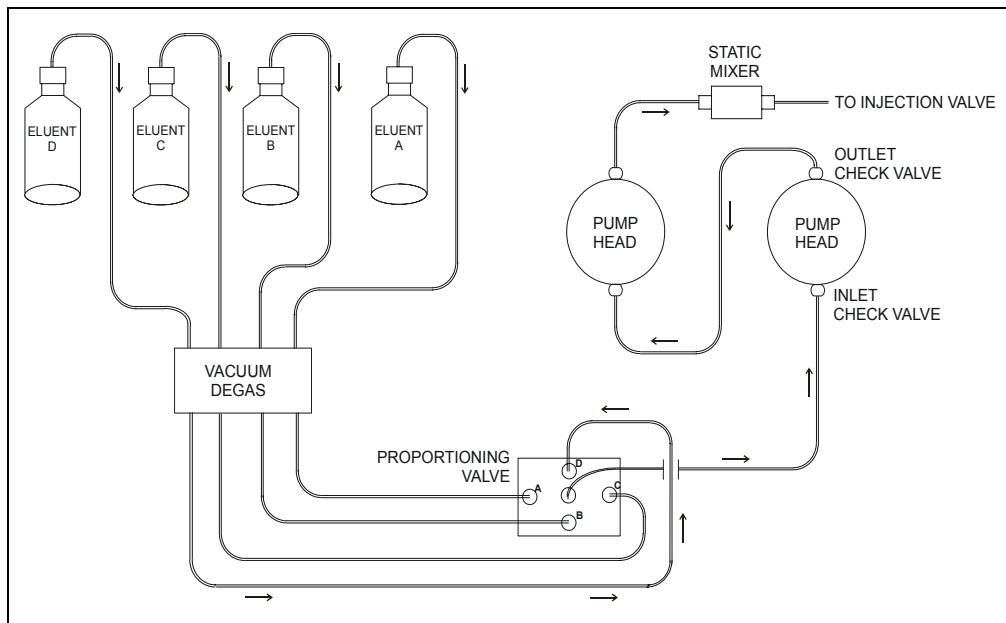 ELUENT
D
ELUENT
C
ELUENT
B
ELUENT
A
STATIC
MIXER
TO INJECTION VALVE
OUTLET
CHECK VALVE
PUMP
HEAD
PUMP
HEAD
INLET
CHECK VALVE
VACUUM
DEGAS
PROPORTIONING
VALVE
D
A
C
B